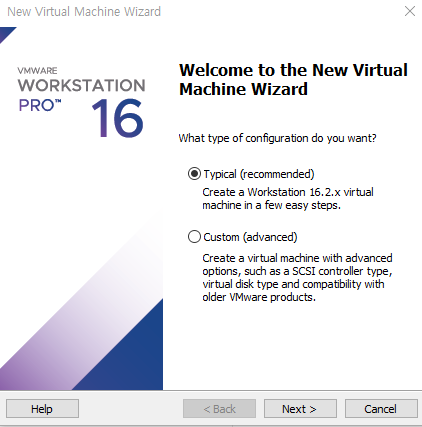 New Virtual Machine Wizard
VMWARE
WORKSTATION
PRO™ 16
Welcome to the New Virtual
Machine Wizard
What type of configuration do you want?
Typical (recommended)
Create a Workstation 16.2.x virtual
machine in a few easy steps.
Custom (advanced)
Create a virtual machine with advanced
options, such as a SCSI controller type,
virtual disk type and compatibility with
older VMware products.
Help
< Back
Next >
Cancel